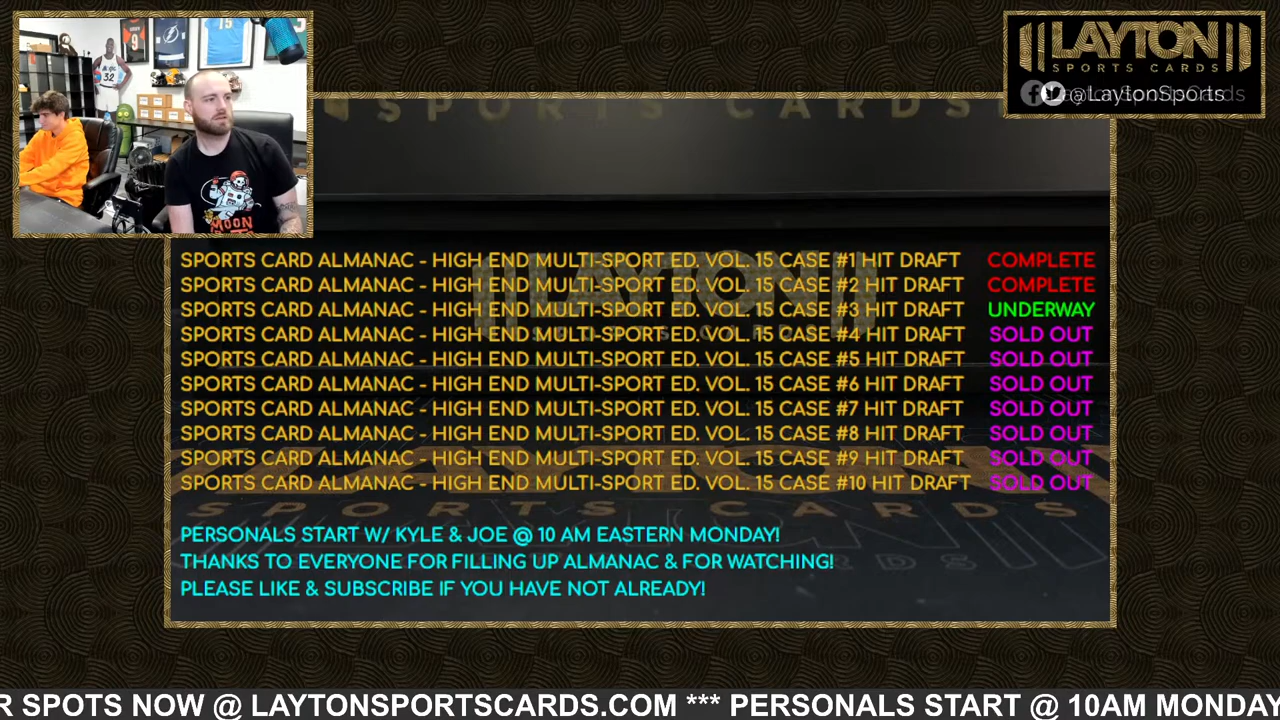 15
9
32
MOON
LAYTON
SPORTS CARDS
@LaytonSports
SPORTS CARDS
SPORTS CARD ALMANAC - HIGH END MULTI-SPORT ED. VOL. 15 CASE #1 HIT DRAFT COMPLETE
SPORTS CARD ALMANAC - HIGH END MULTI-SPORT ED. VOL. 15 CASE #2 HIT DRAFT COMPLETE
SPORTS CARD ALMANAC - HIGH END MULTI-SPORT ED. VOL. 15 CASE #3 HIT DRAFT UNDERWAY
SPORTS CARD ALMANAC - HIGH END MULTI-SPORT ED. VOL. 15 CASE #4 HIT DRAFT SOLD OUT
SPORTS CARD ALMANAC - HIGH END MULTI-SPORT ED. VOL. 15 CASE #5 HIT DRAFT SOLD OUT
SPORTS CARD ALMANAC - HIGH END MULTI-SPORT ED. VOL. 15 CASE #6 HIT DRAFT SOLD OUT
SPORTS CARD ALMANAC - HIGH END MULTI-SPORT ED. VOL. 15 CASE #7 HIT DRAFT SOLD OUT
SPORTS CARD ALMANAC - HIGH END MULTI-SPORT ED. VOL. 15 CASE #8 HIT DRAFT SOLD OUT
SPORTS CARD ALMANAC - HIGH END MULTI-SPORT ED. VOL. 15 CASE #9 HIT DRAFT SOLD OUT
SPORTS CARD ALMANAC - HIGH END MULTI-SPORT ED. VOL. 15 CASE #10 HIT DRAFT SOLD OUT
SPORTS CARDS
PERSONALS START W/ KYLE & JOE @ 10 AM EASTERN MONDAY!
THANKS TO EVERYONE FOR FILLING UP ALMANAC & FOR WATCHING!
PLEASE LIKE & SUBSCRIBE IF YOU HAVE NOT ALREADY!
R SPOTS NOW @ LAYTONSPORTSCARDS.COM *** PERSONALS START @ 10AM MONDAY